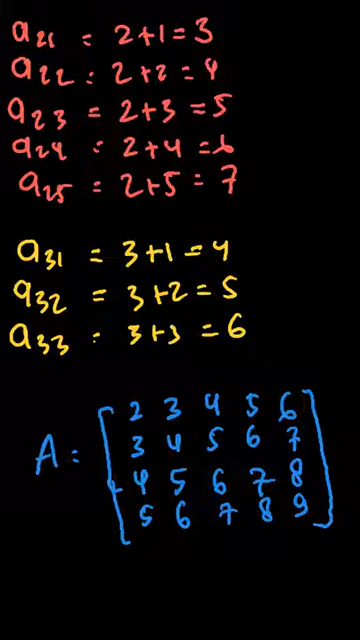 a21 = 2+1=3
a22 = 2+2=4
a23 = 2+3=5
a24 = 2+4=6
a25 = 2+5=7
a31 = 3+1=4
a32 = 3+2=5
a33 = 3+3=6
A = [2 3 4 5 6
3 4 5 6 7
4 5 6 7 8
5 6 7 8 9]